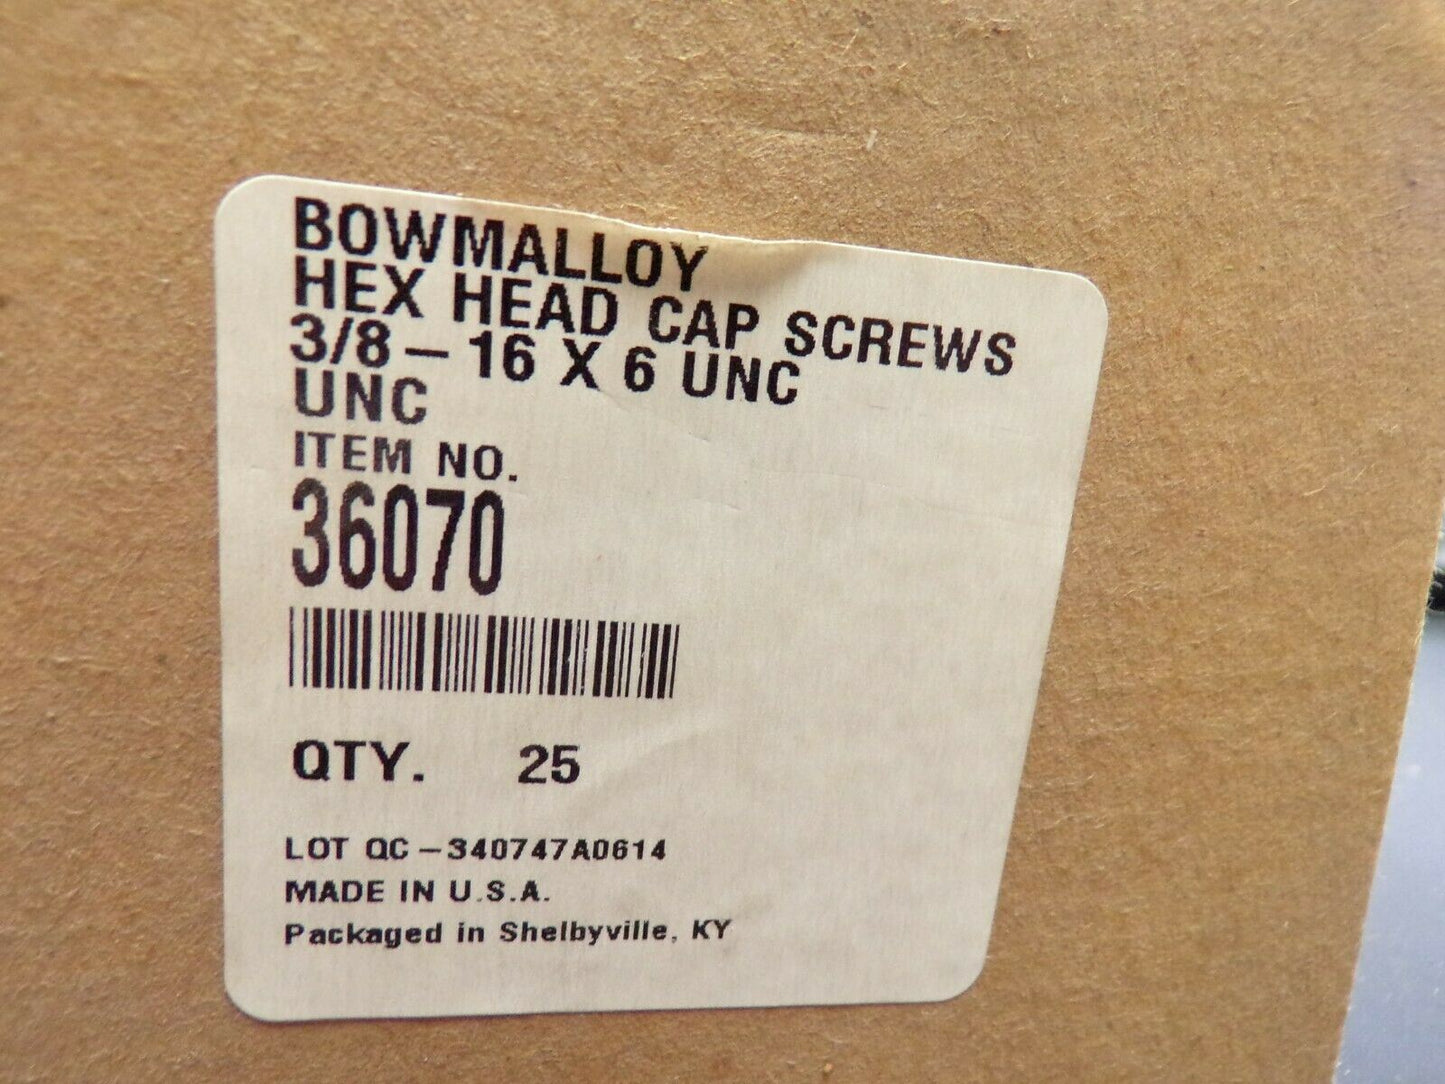 BOWMALLOY
HEX HEAD CAP SCREWS
3/8 – 16 X 6 UNC
UNC
ITEM NO.
36070
QTY. 25
LOT QC –340747A0614
MADE IN U.S.A.
Packaged in Shelbyville, KY